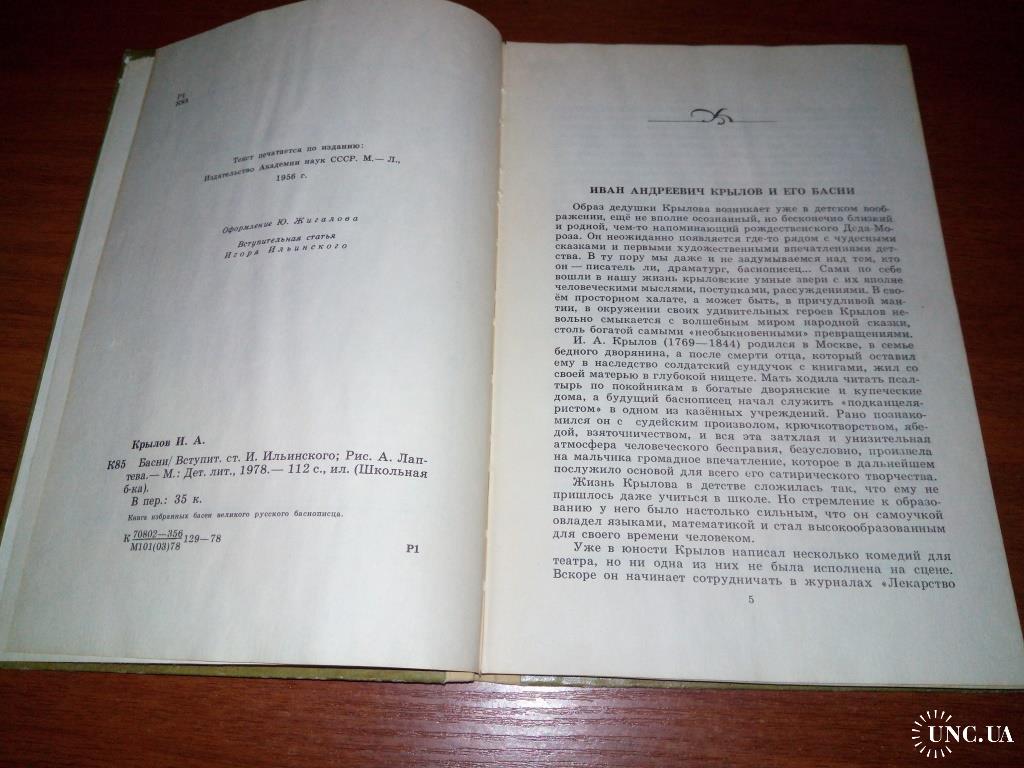 Р1
К85
Текст печатается по изданию:
Издательство Академии наук СССР. М.— Л.,
1956 г.
Оформление Ю. Жигалова
Вступительная статья
Игоря Ильинского
Крылов И. А.
К85 Басни/ Вступит. ст. И. Ильинского; Рис. А. Лап-
тева.— М.: Дет. лит., 1978.— 112 с., ил. (Школьная
б-ка).
В пер.: 35 к.
Книга избранных басен великого русского баснописца.
К 70802—356 129—78
М101(03)78
Р1
ИВАН АНДРЕЕВИЧ КРЫЛОВ И ЕГО БАСНИ
Образ дедушки Крылова возникает уже в детском вооб-
ражении, ещё не вполне осознанный, но бесконечно близкий
и родной, чем-то напоминающий рождественского Деда-Мо-
роза. Он неожиданно появляется где-то рядом с чудесными
сказками и первыми художественными впечатлениями дет-
ства. В ту пору мы даже и не задумываемся над тем, кто
он — писатель ли, драматург, баснописец... Сами по себе
вошли в нашу жизнь крыловские умные звери с их вполне
человеческими мыслями, поступками, рассуждениями. В сво-
ём просторном халате, а может быть, в причудливой ман-
тии, в окружении своих удивительных героев Крылов не-
вольно смыкается с волшебным миром народной сказки,
столь богатой самыми «необыкновенными» превращениями.
И. А. Крылов (1769—1844) родился в Москве, в семье
бедного дворянина, а после смерти отца, который оставил
ему в наследство солдатский сундучок с книгами, жил со
своей матерью в глубокой нищете. Мать ходила читать псал-
тырь по покойникам в богатые дворянские и купеческие
дома, а будущий баснописец начал служить «подканцеля-
ристом» в одном из казённых учреждений. Рано познако-
мился он с судейским произволом, крючкотворством, ябе-
дой, взяточничеством, и вся эта затхлая и унизительная
атмосфера человеческого бесправия, безусловно, произвела
на мальчика громадное впечатление, которое в дальнейшем
послужило основой для всего его сатирического творчества.
Жизнь Крылова в детстве сложилась так, что ему не
пришлось даже учиться в школе. Но стремление к образо-
ванию у него было настолько сильным, что он самоучкой
овладел языками, математикой и стал высокообразованным
для своего времени человеком.
Уже в юности Крылов написал несколько комедий для
театра, но ни одна из них не была исполнена на сцене.
Вскоре он начинает сотрудничать в журналах «Лекарство
5
UNC.UA